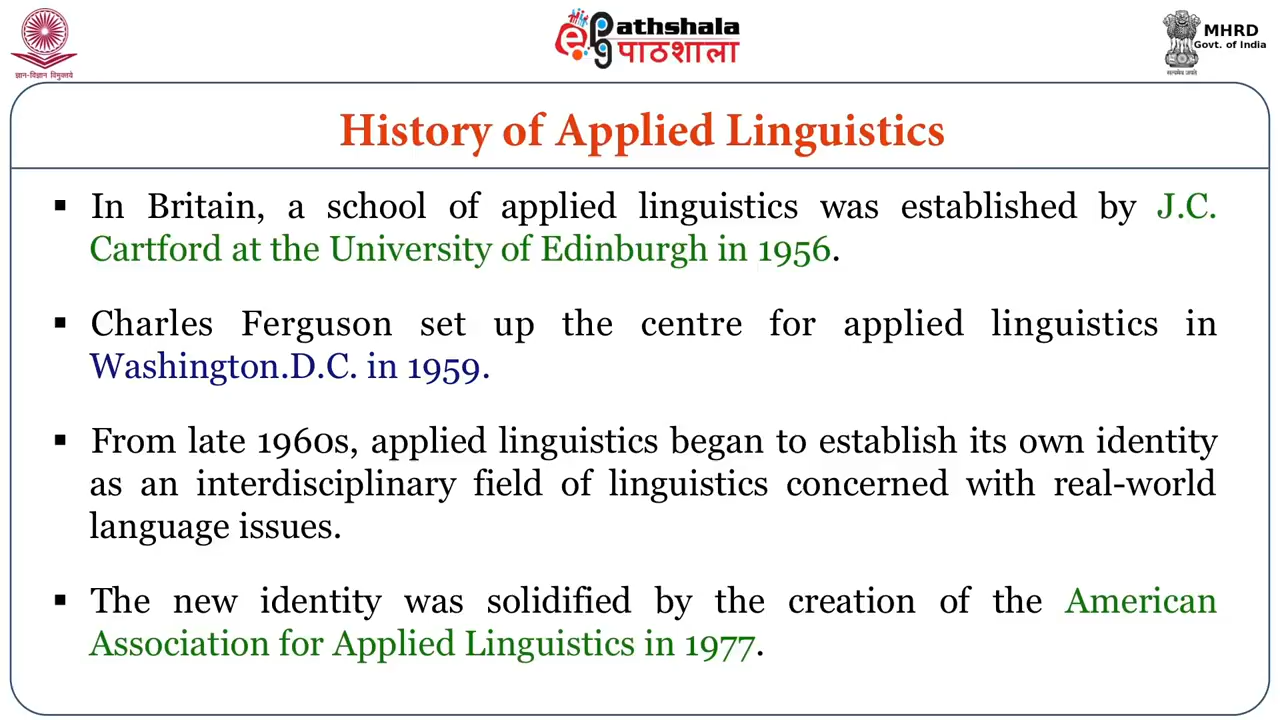 ज्ञान-विज्ञान विमुक्तये
ePathshala
पाठशाला
MHRD
Govt. of India
सत्यमेव जयते
History of Applied Linguistics
▪ In Britain, a school of applied linguistics was established by J.C.
Cartford at the University of Edinburgh in 1956.
▪ Charles Ferguson set up the centre for applied linguistics in
Washington.D.C. in 1959.
▪ From late 1960s, applied linguistics began to establish its own identity
as an interdisciplinary field of linguistics concerned with real-world
language issues.
▪ The new identity was solidified by the creation of the American
Association for Applied Linguistics in 1977.